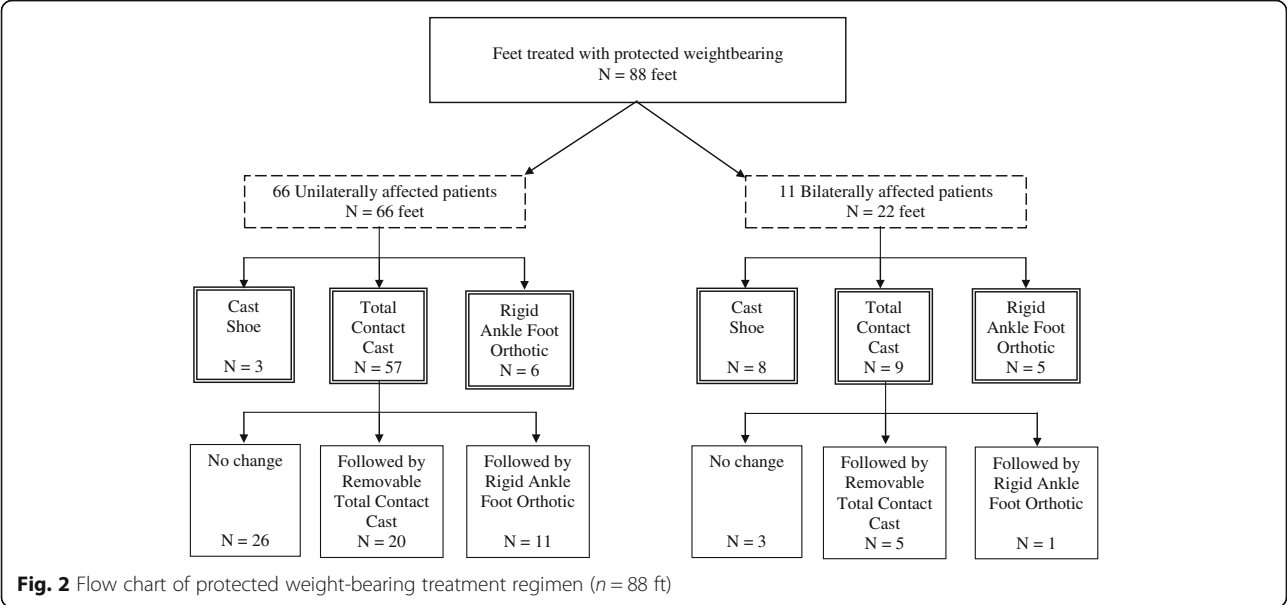 Feet treated with protected weightbearing
N = 88 feet
66 Unilaterally affected patients
N = 66 feet
11 Bilaterally affected patients
N = 22 feet
Cast
Shoe
N = 3
Total
Contact
Cast
N = 57
Rigid
Ankle Foot
Orthotic
N = 6
Cast
Shoe
N = 8
Total
Contact
Cast
N = 9
Rigid
Ankle Foot
Orthotic
N = 5
No change
N = 26
Followed by
Removable
Total Contact
Cast
N = 20
Followed by
Rigid Ankle
Foot Orthotic
N = 11
No change
N = 3
Followed by
Removable
Total Contact
Cast
N = 5
Followed by
Rigid Ankle
Foot Orthotic
N = 1
Fig. 2 Flow chart of protected weight-bearing treatment regimen (n = 88 ft)